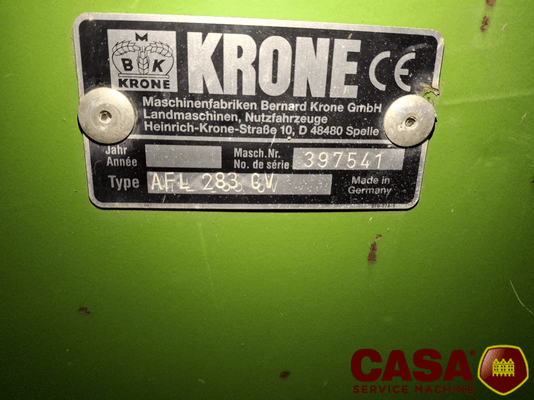 M
B K
KRONE
KRONE CE
Maschinenfabriken Bernard Krone GmbH
Landmaschinen, Nutzfahrzeuge
Heinrich-Krone-Straße 10, D 48480 Spelle
Jahr
Année
Masch.Nr.
No. de série
397541
Type AFL 283 CV
Made in
Germany
CASA
SERVICE MACHINE